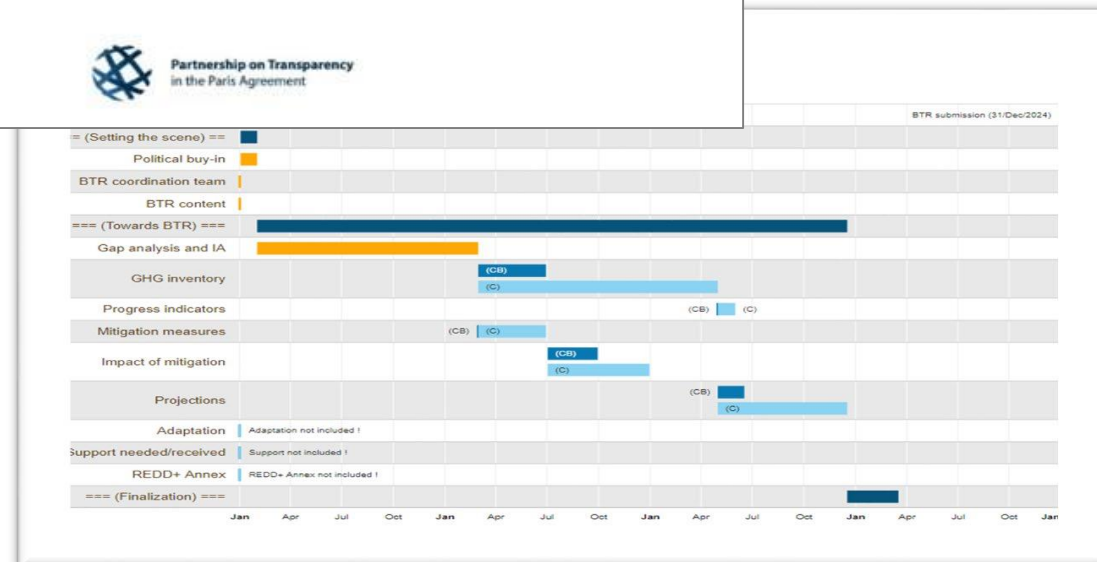 Partnership on Transparency
in the Paris Agreement
BTR submission (31/Dec/2024)
= (Setting the scene) ==
Political buy-in
BTR coordination team
BTR content
=== (Towards BTR) ===
Gap analysis and IA
GHG inventory
(CB)
(C)
Progress indicators
(CB) (C)
Mitigation measures
(CB) (C)
Impact of mitigation
(CB)
(C)
Projections
(CB)
(C)
Adaptation
Adaptation not included !
Support needed/received
Support not included !
REDD+ Annex
REDD+ Annex not included !
=== (Finalization) ===
Jan Apr Jul Oct Jan Apr Jul Oct Jan Apr Jul Oct Jan Apr Jul Oct Jan